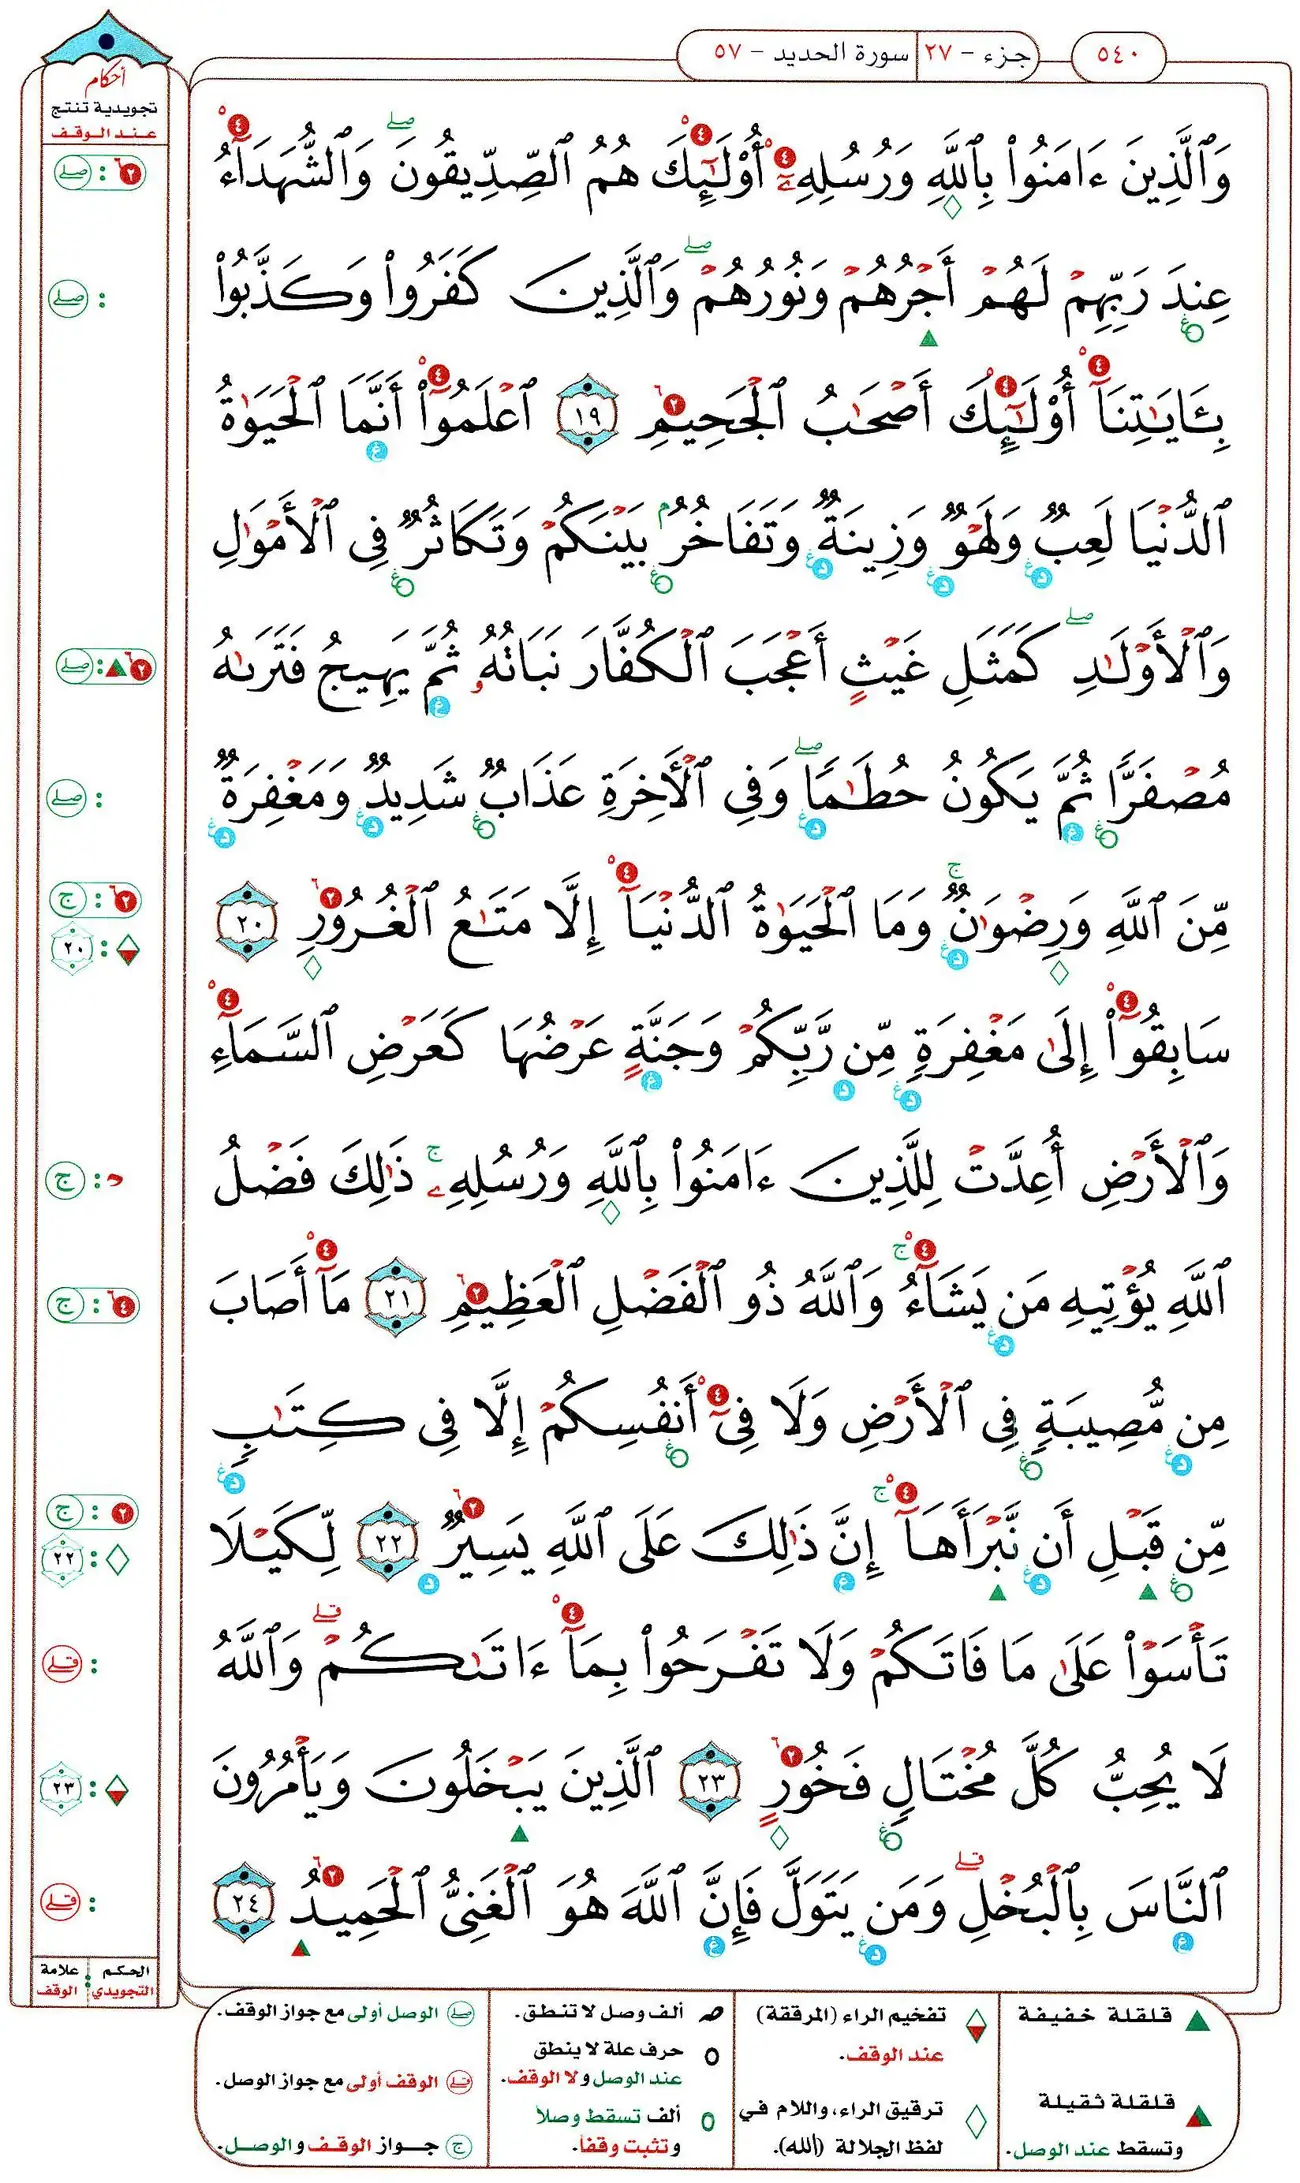 ٥٤٠
جزء - ٢٧ سورة الحديد - ٥٧
أحكام
تجويدية تنتج
عند الوقف
وَٱلَّذِينَ ءَامَنُوا۟ بِٱللَّهِ وَرُسُلِهِۦٓ أُو۟لَـٰٓئِكَ هُمُ ٱلصِّدِّيقُونَ ۖ وَٱلشُّهَدَآءُ
عِندَ رَبِّهِمْ لَهُمْ أَجْرُهُمْ وَنُورُهُمْ ۖ وَٱلَّذِينَ كَفَرُوا۟ وَكَذَّبُوا۟
بِـَٔايَـٰتِنَآ أُو۟لَـٰٓئِكَ أَصْحَـٰبُ ٱلْجَحِيمِ ١٩ ٱعْلَمُوٓا۟ أَنَّمَا ٱلْحَيَوٰةُ
ٱلدُّنْيَا لَعِبٌ وَلَهْوٌ وَزِينَةٌ وَتَفَاخُرٌۢ بَيْنَكُمْ وَتَكَاثُرٌ فِى ٱلْأَمْوَٰلِ
وَٱلْأَوْلَـٰدِ ۖ كَمَثَلِ غَيْثٍ أَعْجَبَ ٱلْكُفَّارَ نَبَاتُهُۥ ثُمَّ يَهِيجُ فَتَرَىٰهُ
مُصْفَرًّا ثُمَّ يَكُونُ حُطَـٰمًا ۖ وَفِى ٱلْـَٔاخِرَةِ عَذَابٌ شَدِيدٌ وَمَغْفِرَةٌ
مِّنَ ٱللَّهِ وَرِضْوَٰنٌ ۚ وَمَا ٱلْحَيَوٰةُ ٱلدُّنْيَآ إِلَّا مَتَـٰعُ ٱلْغُرُورِ ٢٠
سَابِقُوٓا۟ إِلَىٰ مَغْفِرَةٍ مِّن رَّبِّكُمْ وَجَنَّةٍ عَرْضُهَا كَعَرْضِ ٱلسَّمَآءِ
وَٱلْأَرْضِ أُعِدَّتْ لِلَّذِينَ ءَامَنُوا۟ بِٱللَّهِ وَرُسُلِهِۦ ۚ ذَٰلِكَ فَضْلُ
ٱللَّهِ يُؤْتِيهِ مَن يَشَآءُ ۚ وَٱللَّهُ ذُو ٱلْفَضْلِ ٱلْعَظِيمِ ٢١ مَآ أَصَابَ
مِن مُّصِيبَةٍ فِى ٱلْأَرْضِ وَلَا فِىٓ أَنفُسِكُمْ إِلَّا فِى كِتَـٰبٍ
مِّن قَبْلِ أَن نَّبْرَأَهَآ ۚ إِنَّ ذَٰلِكَ عَلَى ٱللَّهِ يَسِيرٌ ٢٢ لِّكَيْلَا
تَأْسَوْا۟ عَلَىٰ مَا فَاتَكُمْ وَلَا تَفْرَحُوا۟ بِمَآ ءَاتَىٰكُمْ ۗ وَٱللَّهُ
لَا يُحِبُّ كُلَّ مُخْتَالٍ فَخُورٍ ٢٣ ٱلَّذِينَ يَبْخَلُونَ وَيَأْمُرُونَ
ٱلنَّاسَ بِٱلْبُخْلِ ۗ وَمَن يَتَوَلَّ فَإِنَّ ٱللَّهَ هُوَ ٱلْغَنِىُّ ٱلْحَمِيدُ ٢٤
الحكم التجويدي
علامة الوقف
قلقلة خفيفة
قلقلة ثقيلة
وتسقط عند الوصل.
تفخيم الراء (المرققة)
عند الوقف.
ترقيق الراء، واللام في
لفظ الجلالة (الله).
ألف وصل لا تنطق.
حرف علة لا ينطق
عند الوصل ولا الوقف.
ألف تسقط وصلاً
وتثبت وقفاً.
الوصل أولى مع جواز الوقف.
الوقف أولى مع جواز الوصل.
جواز الوقف والوصل.